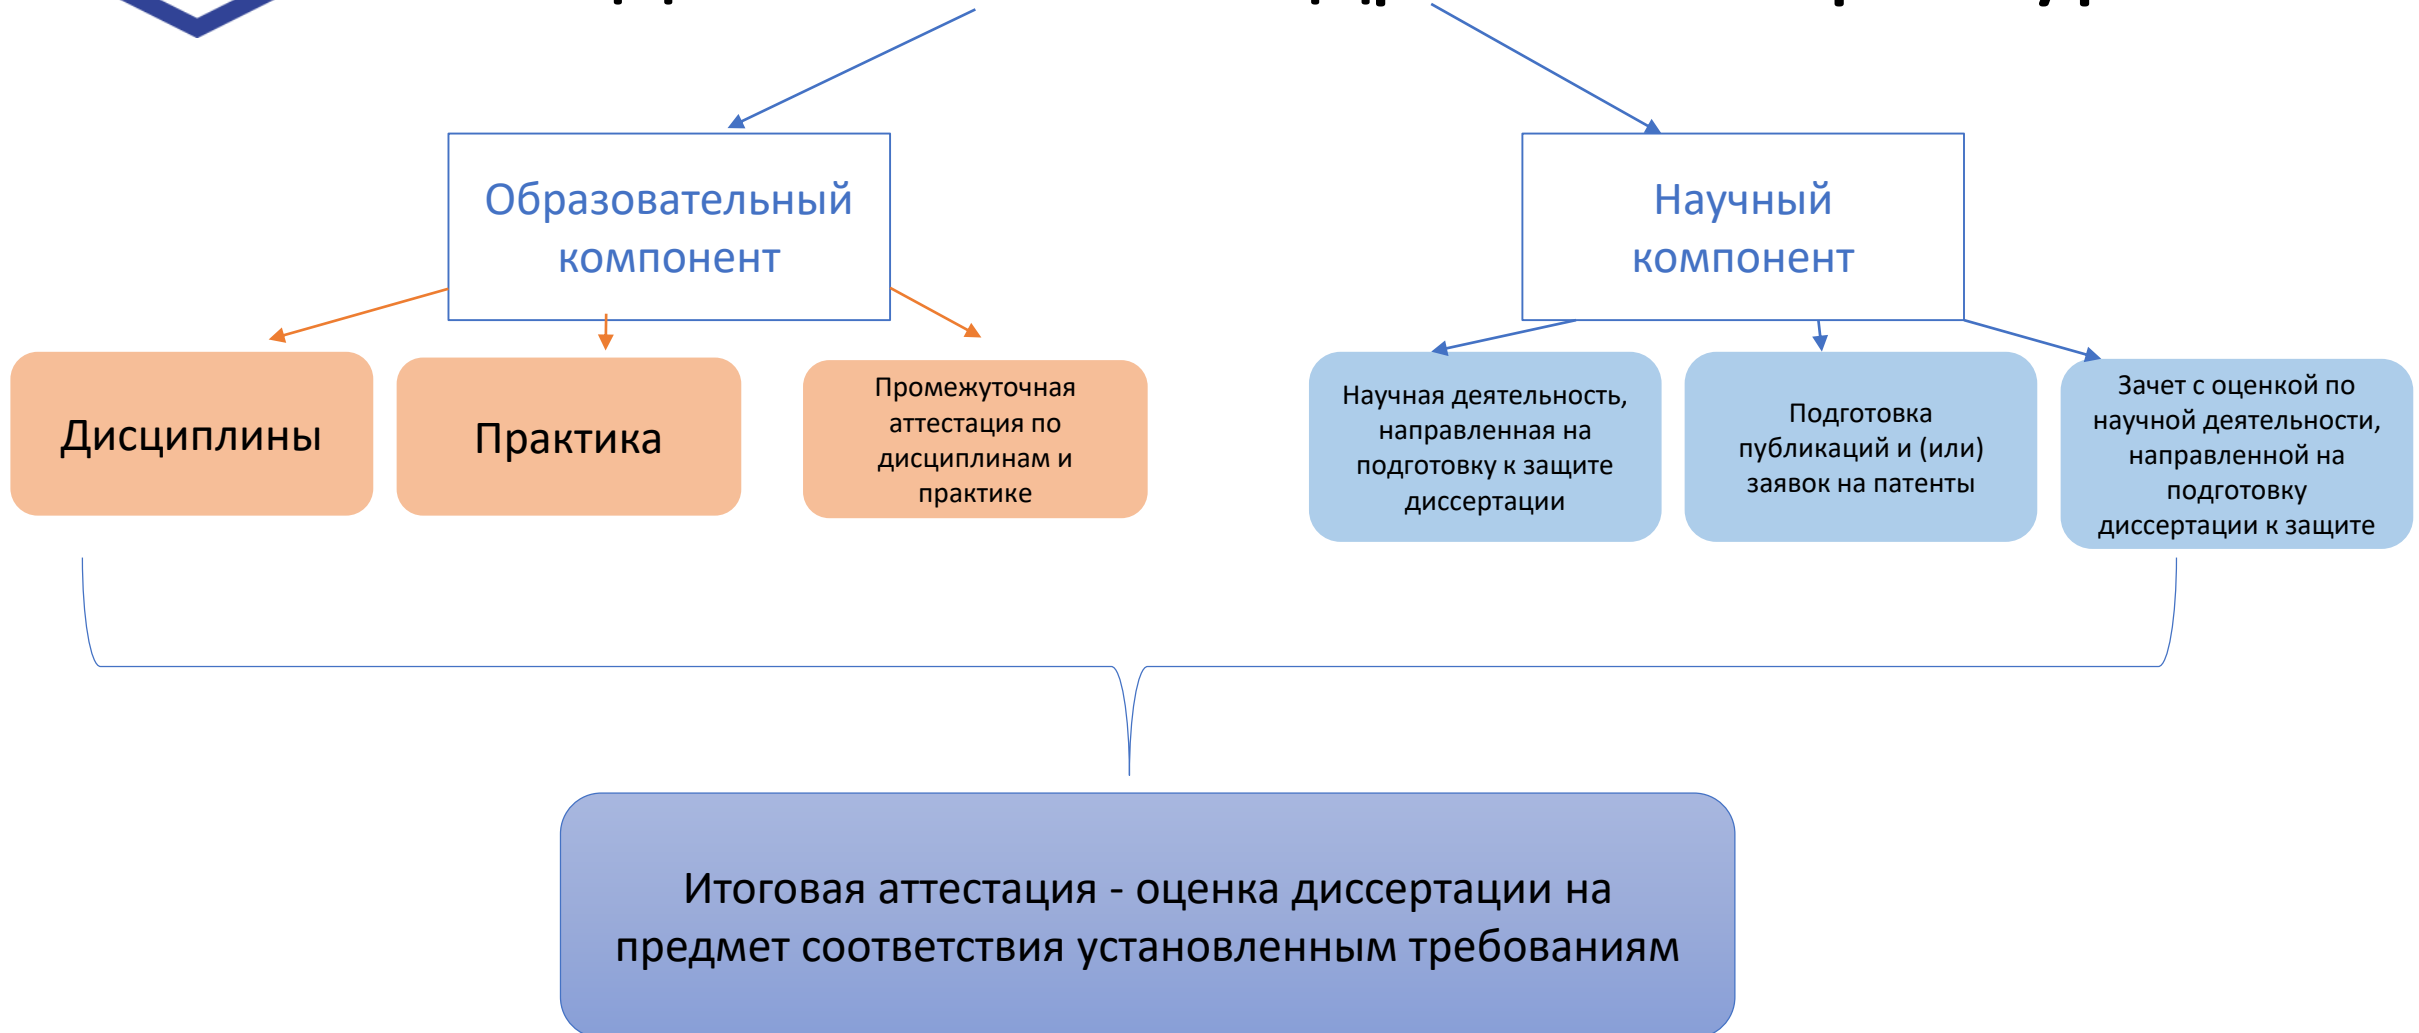 Образовательный
компонент
Научный
компонент
Дисциплины
Практика
Промежуточная
аттестация по
дисциплинам и
практике
Научная деятельность,
направленная на
подготовку к защите
диссертации
Подготовка
публикаций и (или)
заявок на патенты
Зачет с оценкой по
научной деятельности,
направленной на
подготовку
диссертации к защите
Итоговая аттестация - оценка диссертации на
предмет соответствия установленным требованиям